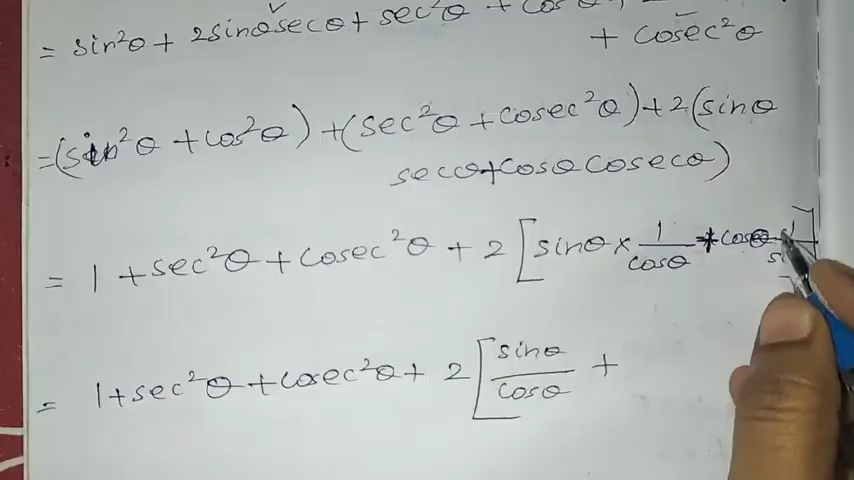 = sin²θ + 2sinθsecθ + sec²θ + cos
+ cosec²θ
=(sin²θ + cos²θ) +(sec²θ + cosec²θ) + 2(sinθ
secθ+cosθ cosecθ)
= 1 + sec²θ + cosec²θ + 2 [sinθ × 1/cosθ + cosθ
= 1+sec²θ +cosec²θ + 2 [sinθ/cosθ +